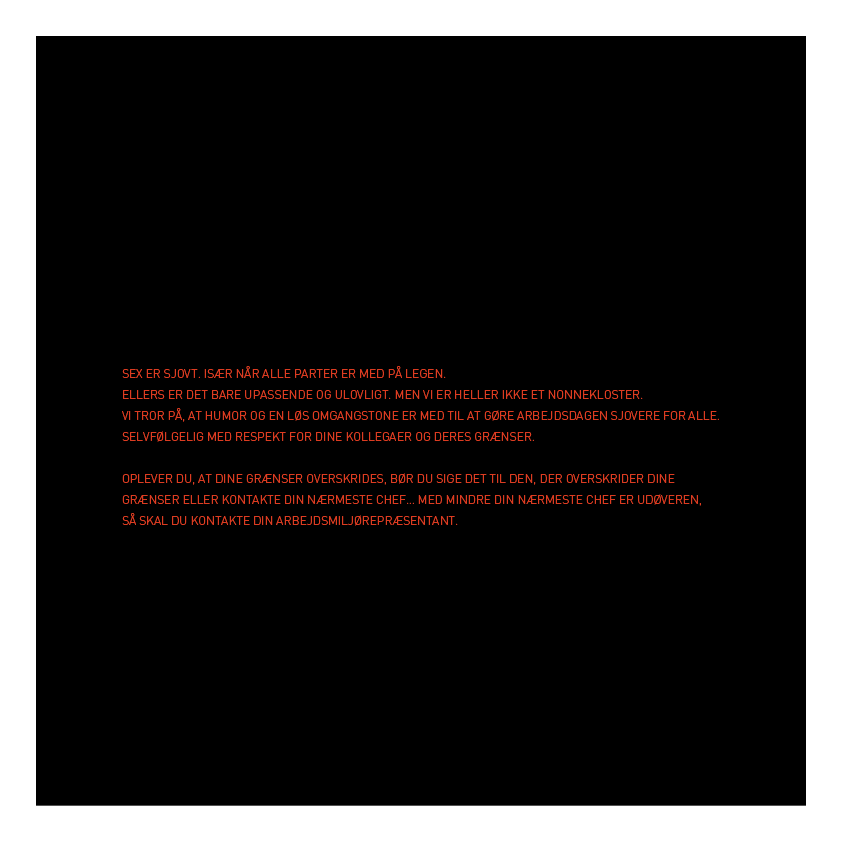 SEX ER SJOVT. ISÆR NÅR ALLE PARTER ER MED PÅ LEGEN.
ELLERS ER DET BARE UPASSENDE OG ULOVLIGT. MEN VI ER HELLER IKKE ET NONNEKLOSTER.
VI TROR PÅ, AT HUMOR OG EN LØS OMGANGSTONE ER MED TIL AT GØRE ARBEJDSDAGEN SJOVERE FOR ALLE.
SELVFØLGELIG MED RESPEKT FOR DINE KOLLEGAER OG DERES GRÆNSER.
OPLEVER DU, AT DINE GRÆNSER OVERSKRIDES, BØR DU SIGE DET TIL DEN, DER OVERSKRIDER DINE
GRÆNSER ELLER KONTAKTE DIN NÆRMESTE CHEF... MED MINDRE DIN NÆRMESTE CHEF ER UDØVEREN,
SÅ SKAL DU KONTAKTE DIN ARBEJDSMILJØREPRÆSENTANT.